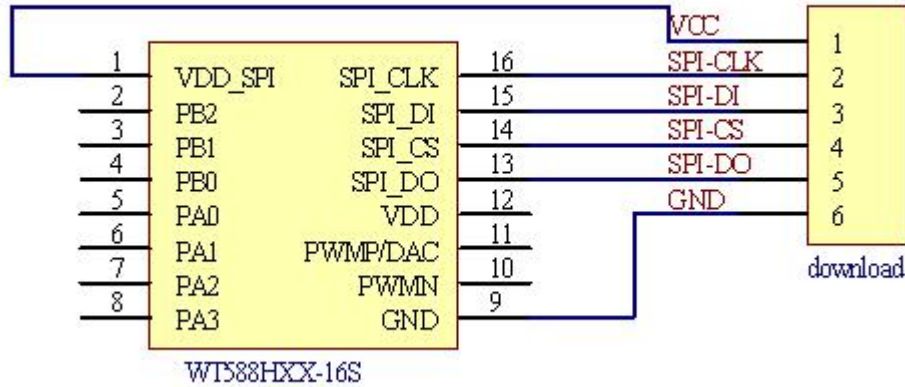 VCC
1
1 VDD_SPI SPI_CLK 16 SPI-CLK 2
2 PB2 SPI_DI 15 SPI-DI 3
3 PB1 SPI_CS 14 SPI-CS 4
4 PB0 SPI_DO 13 SPI-DO 5
5 PA0 VDD 12 GND 6
6 PA1 PWMP/DAC 11
7 PA2 PWMN 10
8 PA3 GND 9
download
WT588HXX-16S